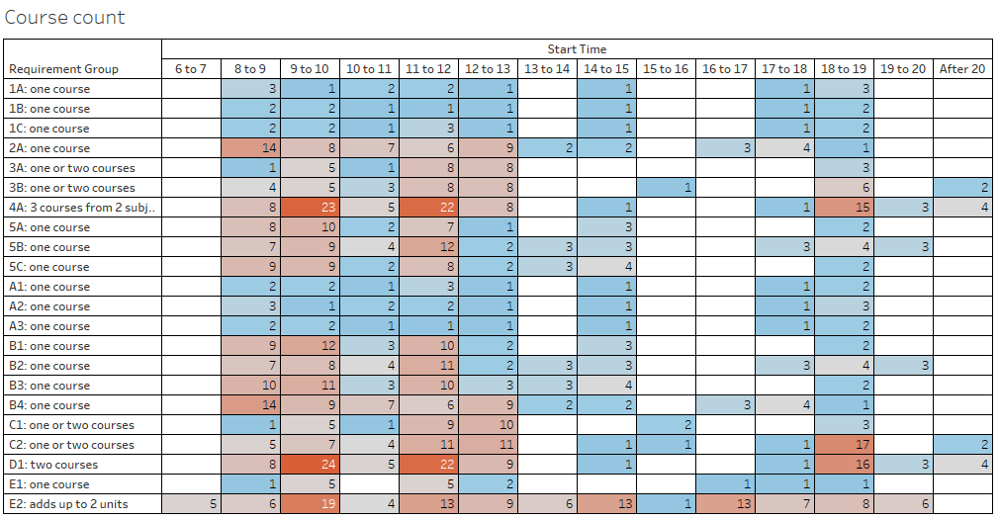 Course count
Start Time
Requirement Group 6 to 7 8 to 9 9 to 10 10 to 11 11 to 12 12 to 13 13 to 14 14 to 15 15 to 16 16 to 17 17 to 18 18 to 19 19 to 20 After 20
1A: one course 3 1 2 2 1 1 1 3
1B: one course 2 2 1 1 1 1 1 2
1C: one course 2 2 1 3 1 1 1 2
2A: one course 14 8 7 6 9 2 2 3 4 1
3A: one or two courses 1 5 1 8 8 3
3B: one or two courses 4 5 3 8 8 1 6 2
4A: 3 courses from 2 subj.. 8 23 5 22 8 1 1 15 3 4
5A: one course 8 10 2 7 1 3 2
5B: one course 7 9 4 12 2 3 3 3 4 3
5C: one course 9 9 2 8 2 3 4 2
A1: one course 2 2 1 3 1 1 1 2
A2: one course 3 1 2 2 1 1 1 3
A3: one course 2 2 1 1 1 1 1 2
B1: one course 9 12 3 10 2 3 2
B2: one course 7 8 4 11 2 3 3 3 4 3
B3: one course 10 11 3 10 3 3 4 2
B4: one course 14 9 7 6 9 2 2 3 4 1
C1: one or two courses 1 5 1 9 10 2 3
C2: one or two courses 5 7 4 11 11 1 1 1 17 2
D1: two courses 8 24 5 22 9 1 1 16 3 4
E1: one course 1 5 5 2 1 1 1
E2: adds up to 2 units 5 6 19 4 13 9 6 13 1 13 7 8 6